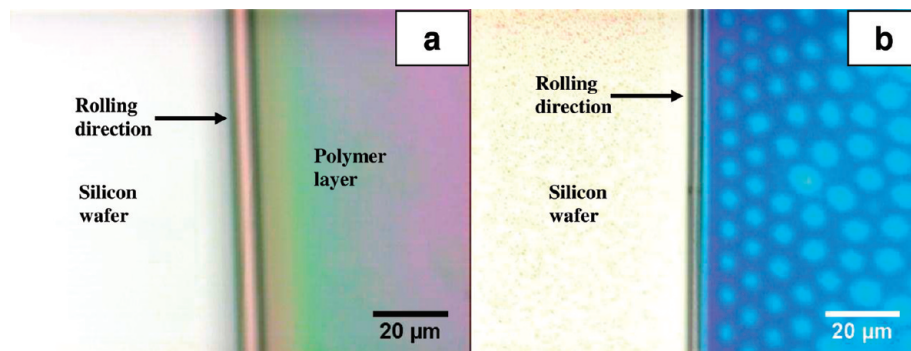 a
Rolling
direction
Polymer
layer
Silicon
wafer
20 µm
b
Rolling
direction
Silicon
wafer
20 µm